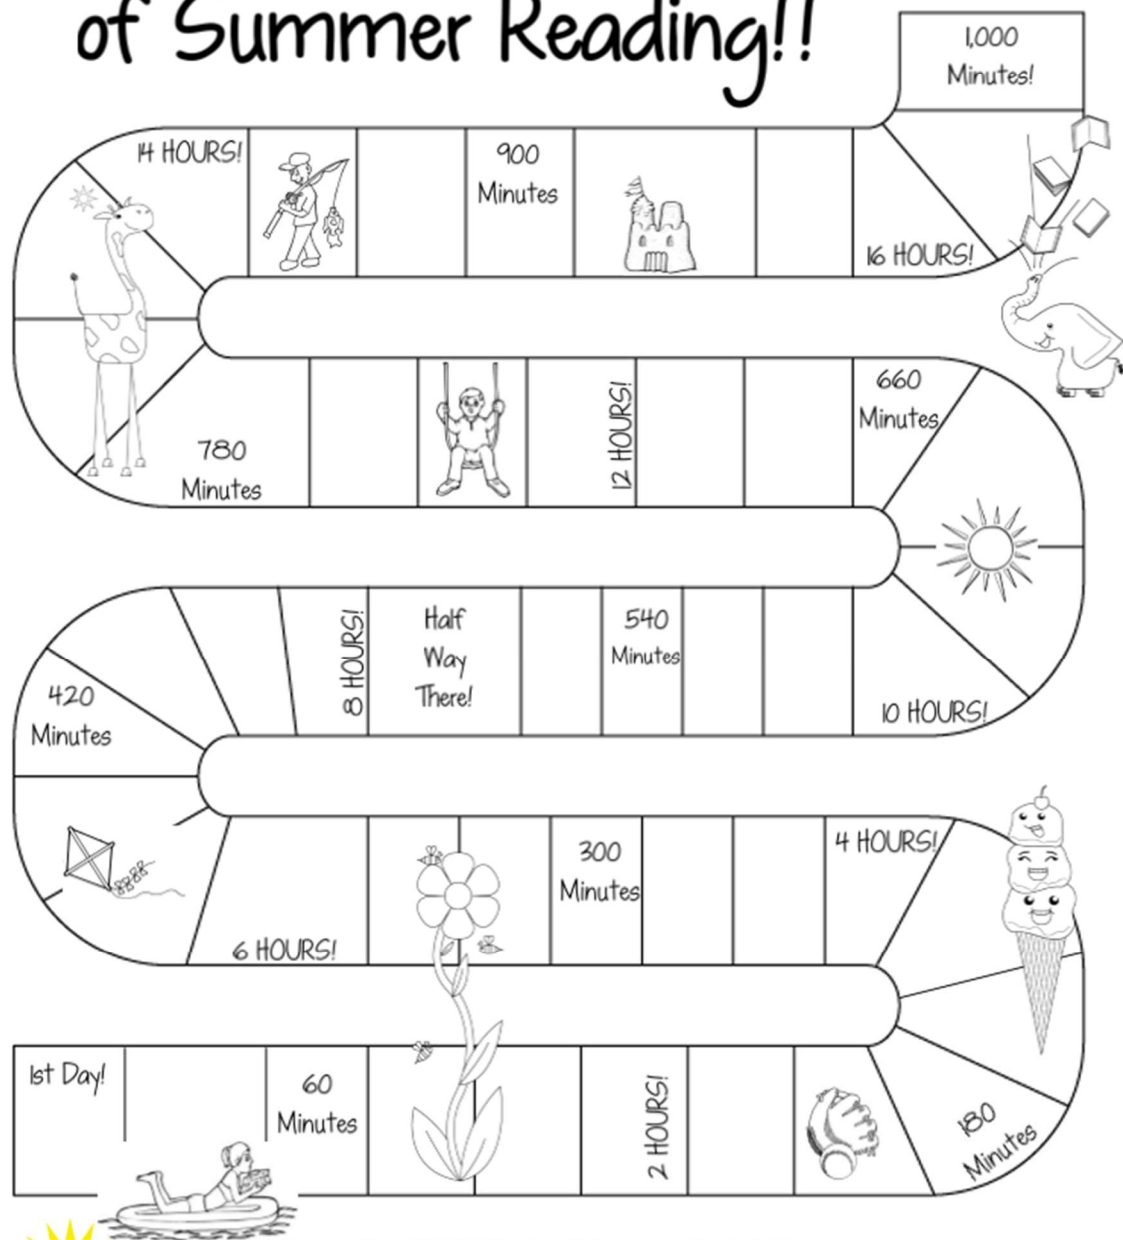 of Summer Reading!!
1,000
Minutes!
14 HOURS!
900
Minutes
16 HOURS!
780
Minutes
12 HOURS!
660
Minutes
420
Minutes
8 HOURS!
Half
Way
There!
540
Minutes
10 HOURS!
6 HOURS!
300
Minutes
4 HOURS!
1st Day!
60
Minutes
2 HOURS!
180
Minutes